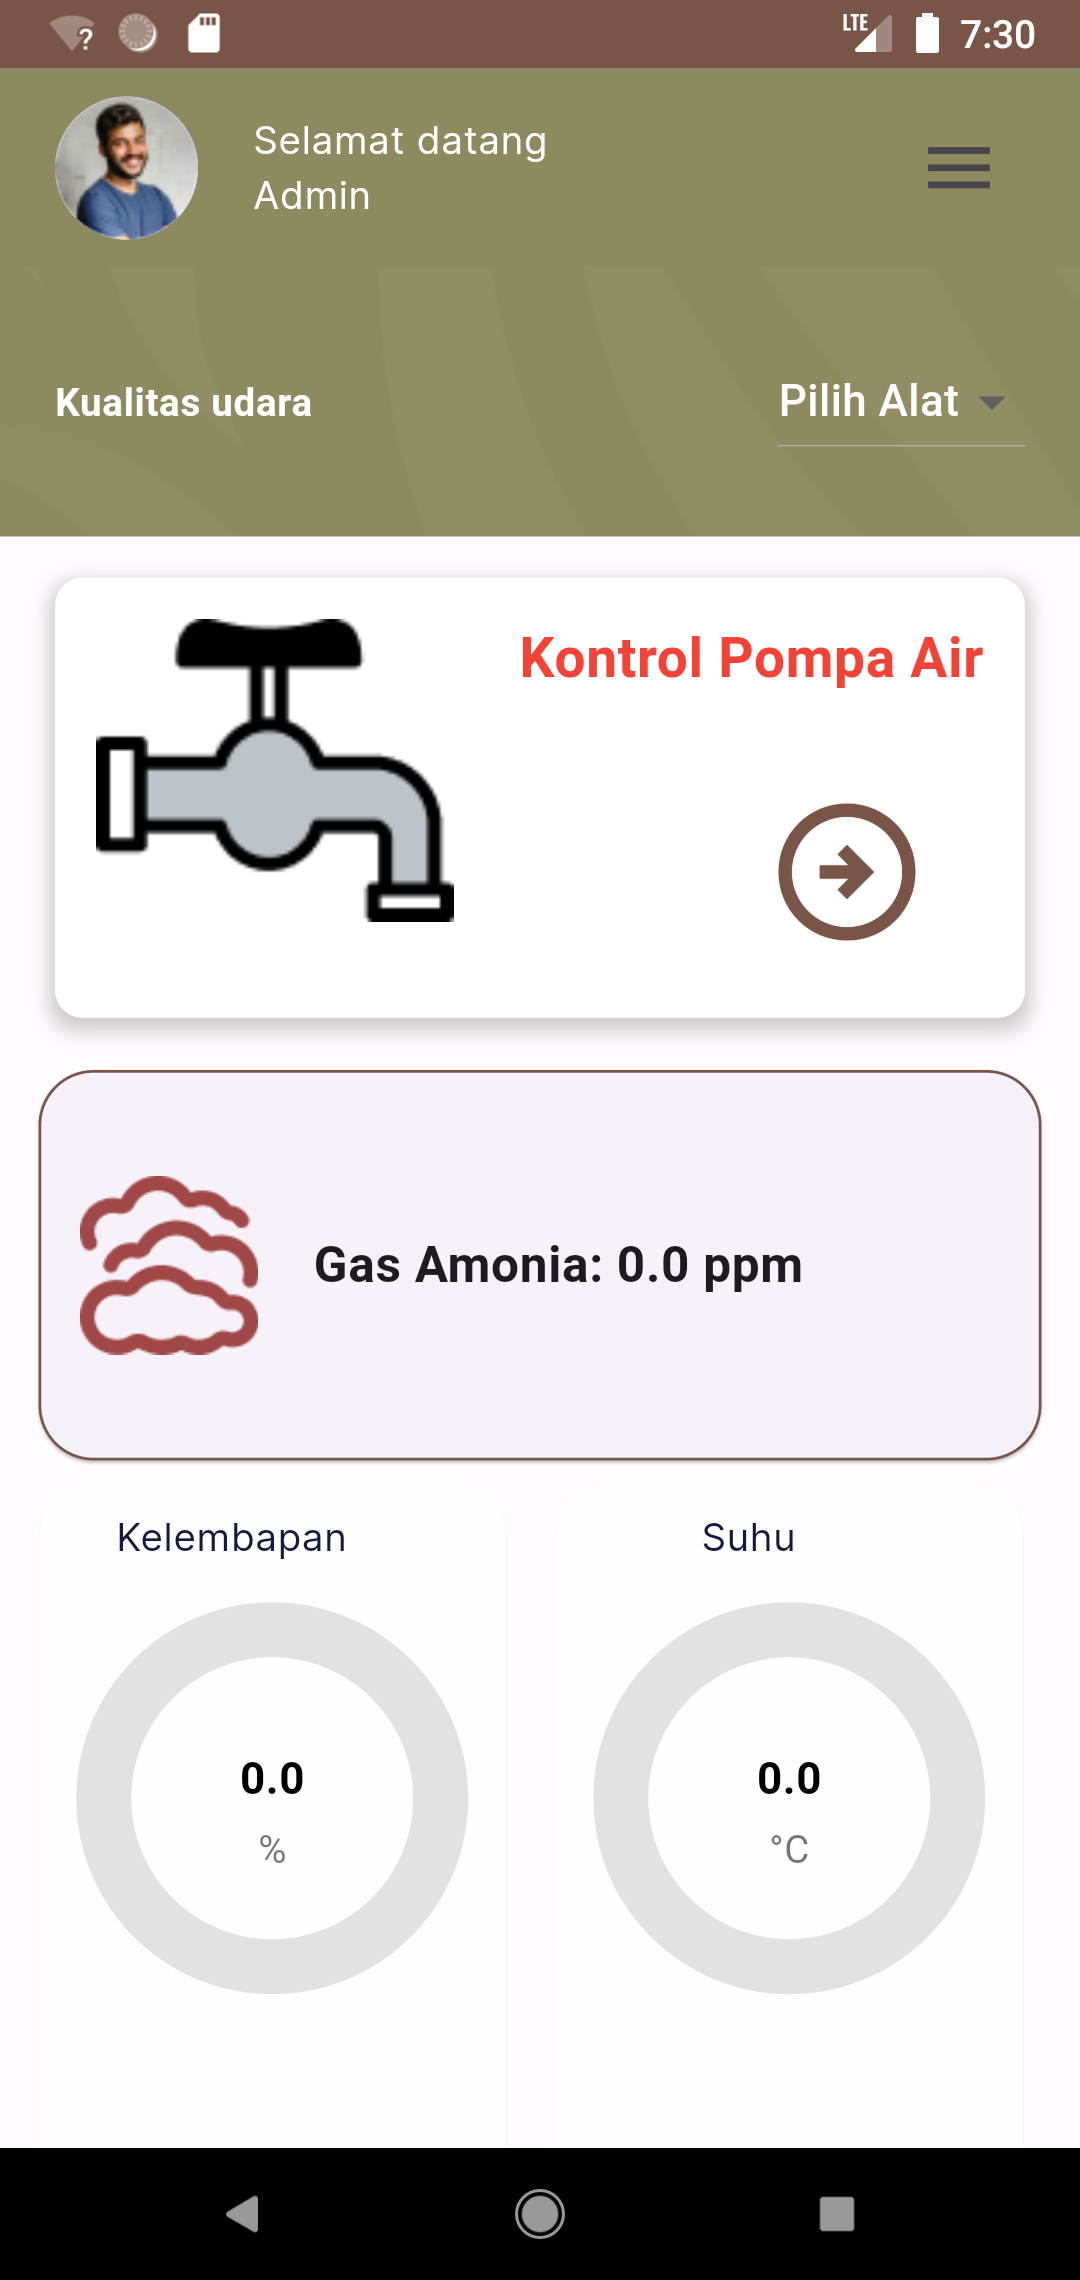 LTE 7:30
Selamat datang
Admin
Kualitas udara
Pilih Alat
Kontrol Pompa Air
Gas Amonia: 0.0 ppm
Kelembapan
Suhu
0.0
%
0.0
°C